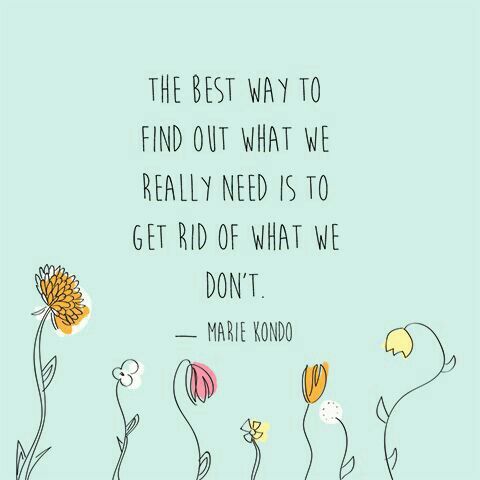 THE BEST WAY TO
FIND OUT WHAT WE
REALLY NEED IS TO
GET RID OF WHAT WE
DON'T.
— MARIE KONDO